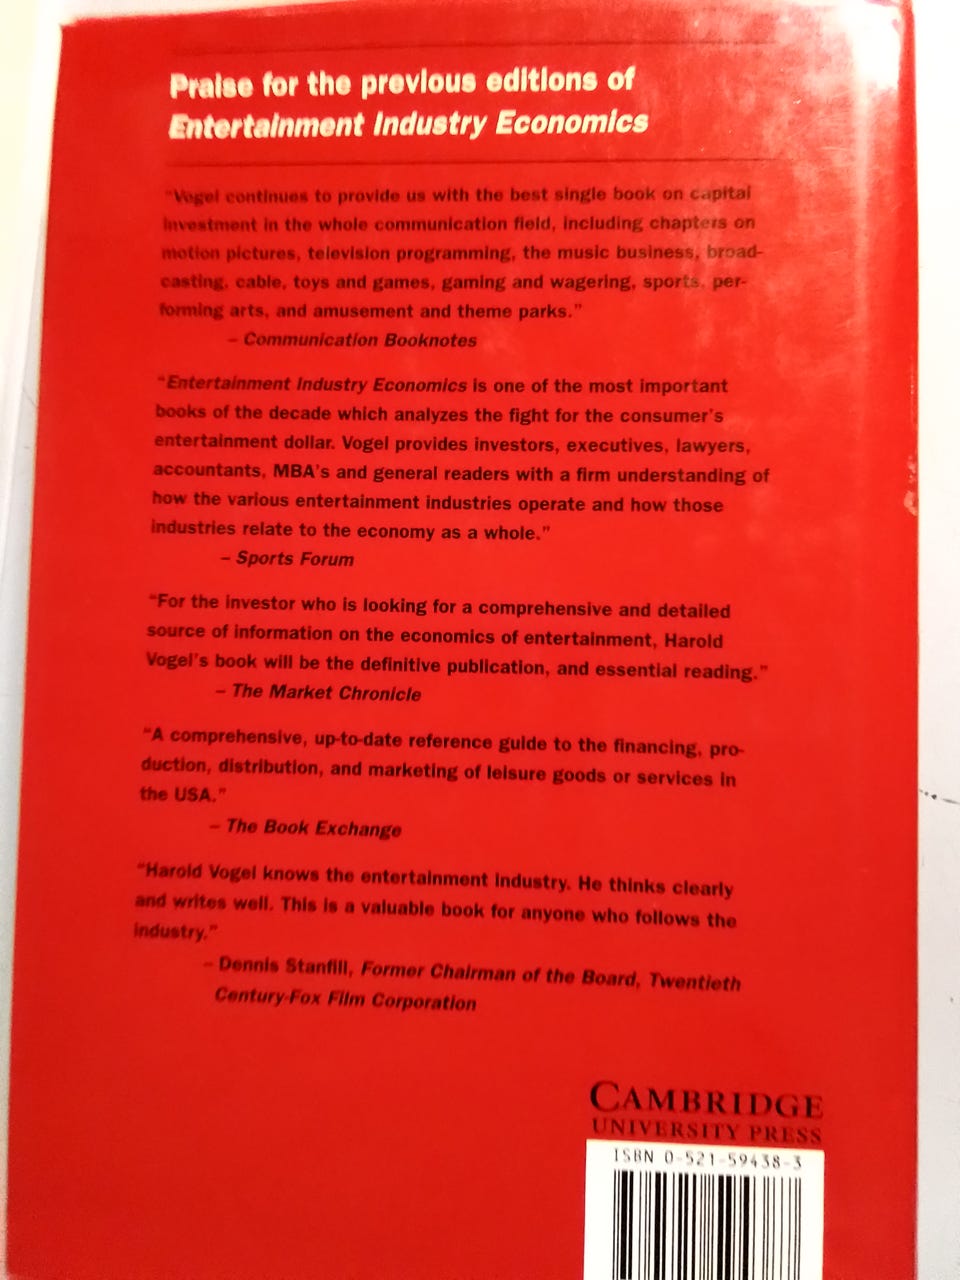 Praise for the previous editions of
Entertainment Industry Economics
"Vogel continues to provide us with the best single book on capital
investment in the whole communication field, including chapters on
motion pictures, television programming, the music business, broad-
casting, cable, toys and games, gaming and wagering, sports, per-
forming arts, and amusement and theme parks."
– Communication Booknotes
"Entertainment Industry Economics is one of the most important
books of the decade which analyzes the fight for the consumer's
entertainment dollar. Vogel provides investors, executives, lawyers,
accountants, MBA's and general readers with a firm understanding of
how the various entertainment industries operate and how those
industries relate to the economy as a whole."
– Sports Forum
"For the investor who is looking for a comprehensive and detailed
source of information on the economics of entertainment, Harold
Vogel's book will be the definitive publication, and essential reading."
– The Market Chronicle
"A comprehensive, up-to-date reference guide to the financing, pro-
duction, distribution, and marketing of leisure goods or services in
the USA."
– The Book Exchange
"Harold Vogel knows the entertainment industry. He thinks clearly
and writes well. This is a valuable book for anyone who follows the
industry."
– Dennis Stanfill, Former Chairman of the Board, Twentieth
Century-Fox Film Corporation
CAMBRIDGE
UNIVERSITY PRESS
ISBN 0-521-59438-3